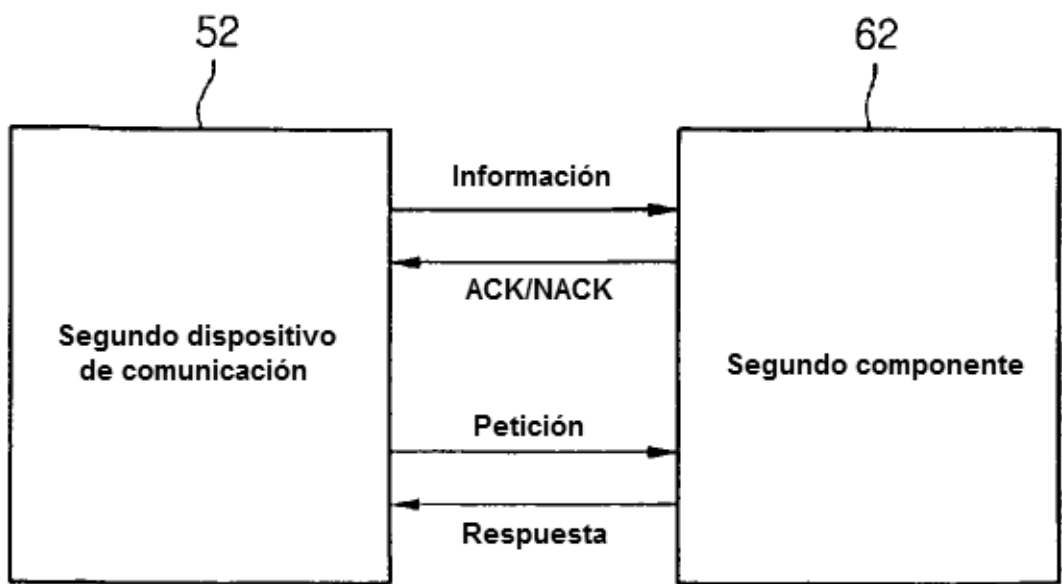 52
62
Información
ACK/NACK
Segundo dispositivo
de comunicación
Segundo componente
Petición
Respuesta